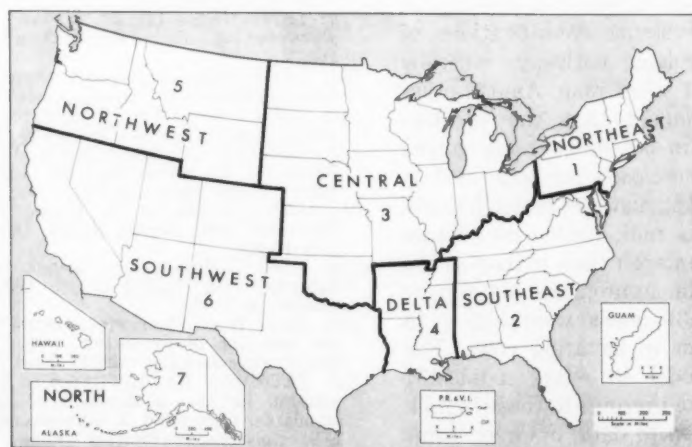 5
NORTHWEST
NORTHEAST
1
CENTRAL
3
SOUTHWEST
6
DELTA
4
SOUTHEAST
2
HAWAII
GUAM
7
NORTH
ALASKA
P.R. & V.I.